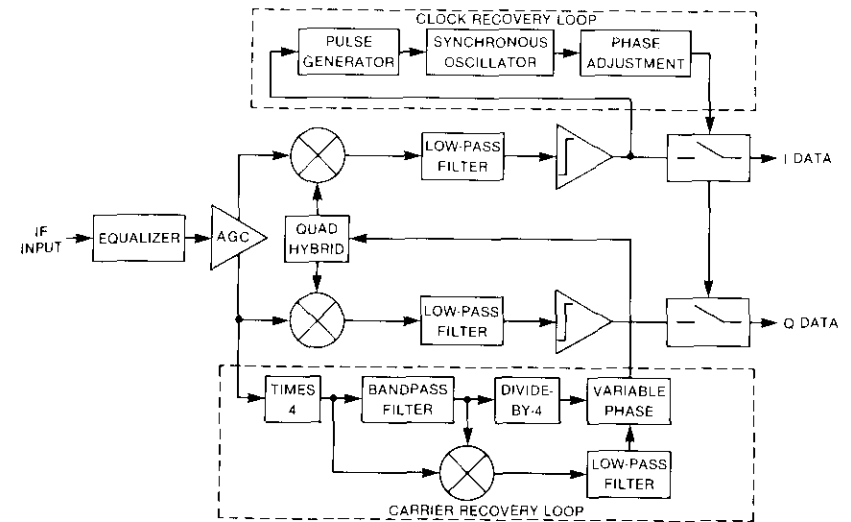 CLOCK RECOVERY LOOP
PULSE
GENERATOR
SYNCHRONOUS
OSCILLATOR
PHASE
ADJUSTMENT
LOW-PASS
FILTER
I DATA
IF
INPUT
EQUALIZER
AGC
QUAD
HYBRID
LOW-PASS
FILTER
Q DATA
TIMES
4
BANDPASS
FILTER
DIVIDE-
BY-4
VARIABLE
PHASE
LOW-PASS
FILTER
CARRIER RECOVERY LOOP